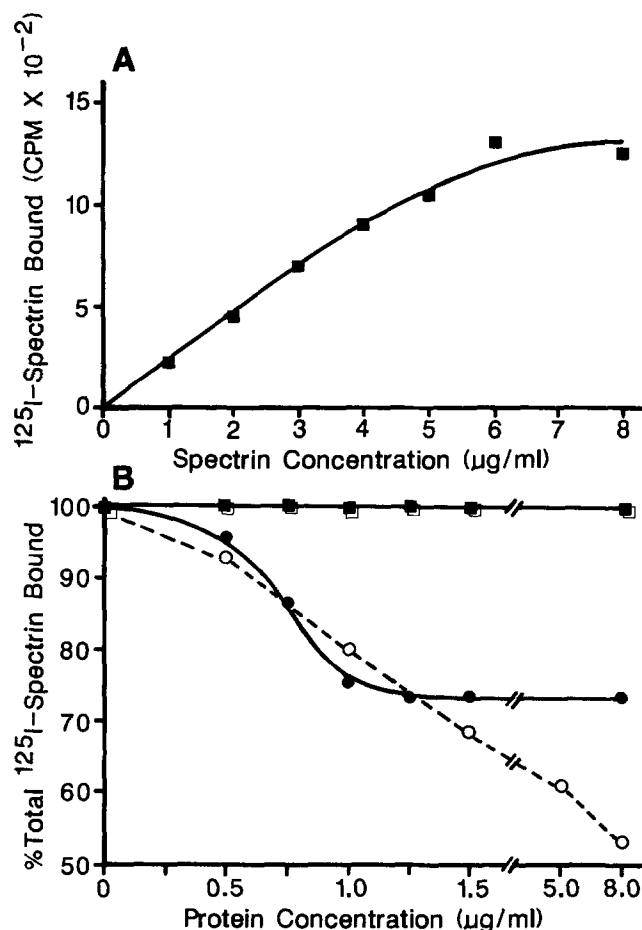 A
¹²⁵I-Spectrin Bound (CPM X 10⁻²)
15
10
5
0
0 1 2 3 4 5 6 7 8
Spectrin Concentration (μg/ml)
B
%Total ¹²⁵I-Spectrin Bound
100
90
80
70
60
50
0 0.5 1.0 1.5 5.0 8.0
Protein Concentration (μg/ml)